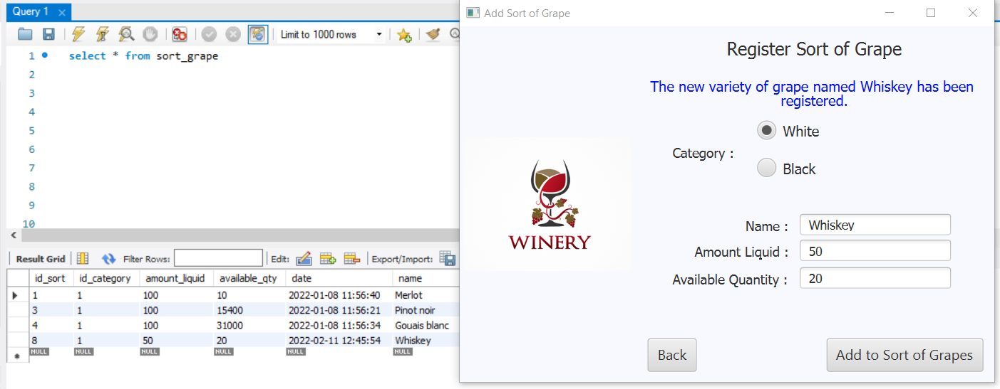 Query 1
Limit to 1000 rows
1 select * from sort_grape
2
3
4
5
6
7
8
9
10
Result Grid Filter Rows: Edit: Export/Import:
id_sort id_category amount_liquid available_qty date name
1 1 100 10 2022-01-08 11:56:40 Merlot
3 1 100 15400 2022-01-08 11:56:21 Pinot noir
4 1 100 31000 2022-01-08 11:56:34 Gouais blanc
8 1 50 20 2022-02-11 12:45:54 Whiskey
NULL NULL NULL NULL NULL NULL
Add Sort of Grape
Register Sort of Grape
The new variety of grape named Whiskey has been
registered.
White
Category :
Black
WINERY
Name : Whiskey
Amount Liquid : 50
Available Quantity : 20
Back Add to Sort of Grapes